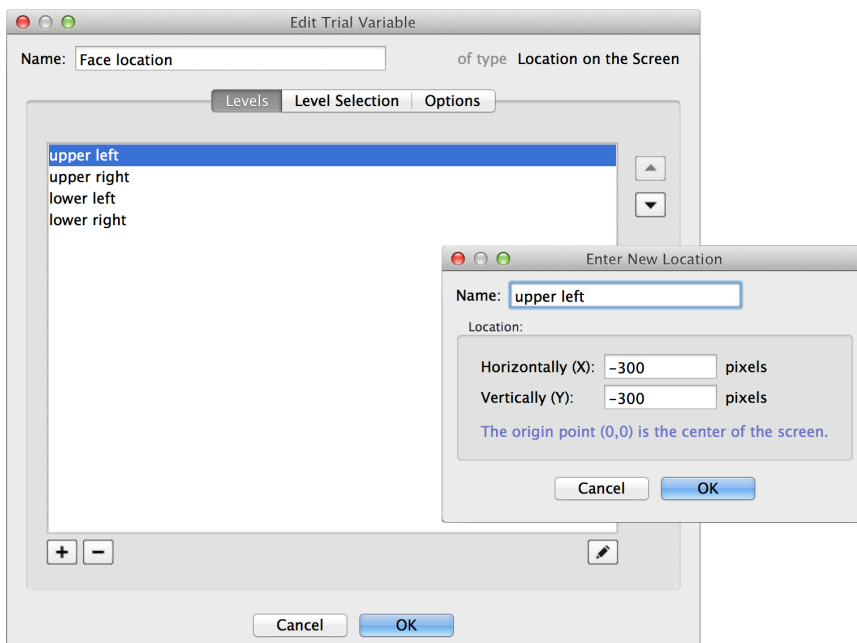 Edit Trial Variable
Name: Face location of type Location on the Screen
Levels Level Selection Options
upper left
upper right
lower left
lower right
Enter New Location
Name: upper left
Location:
Horizontally (X): -300 pixels
Vertically (Y): -300 pixels
The origin point (0,0) is the center of the screen.
Cancel OK
Cancel OK